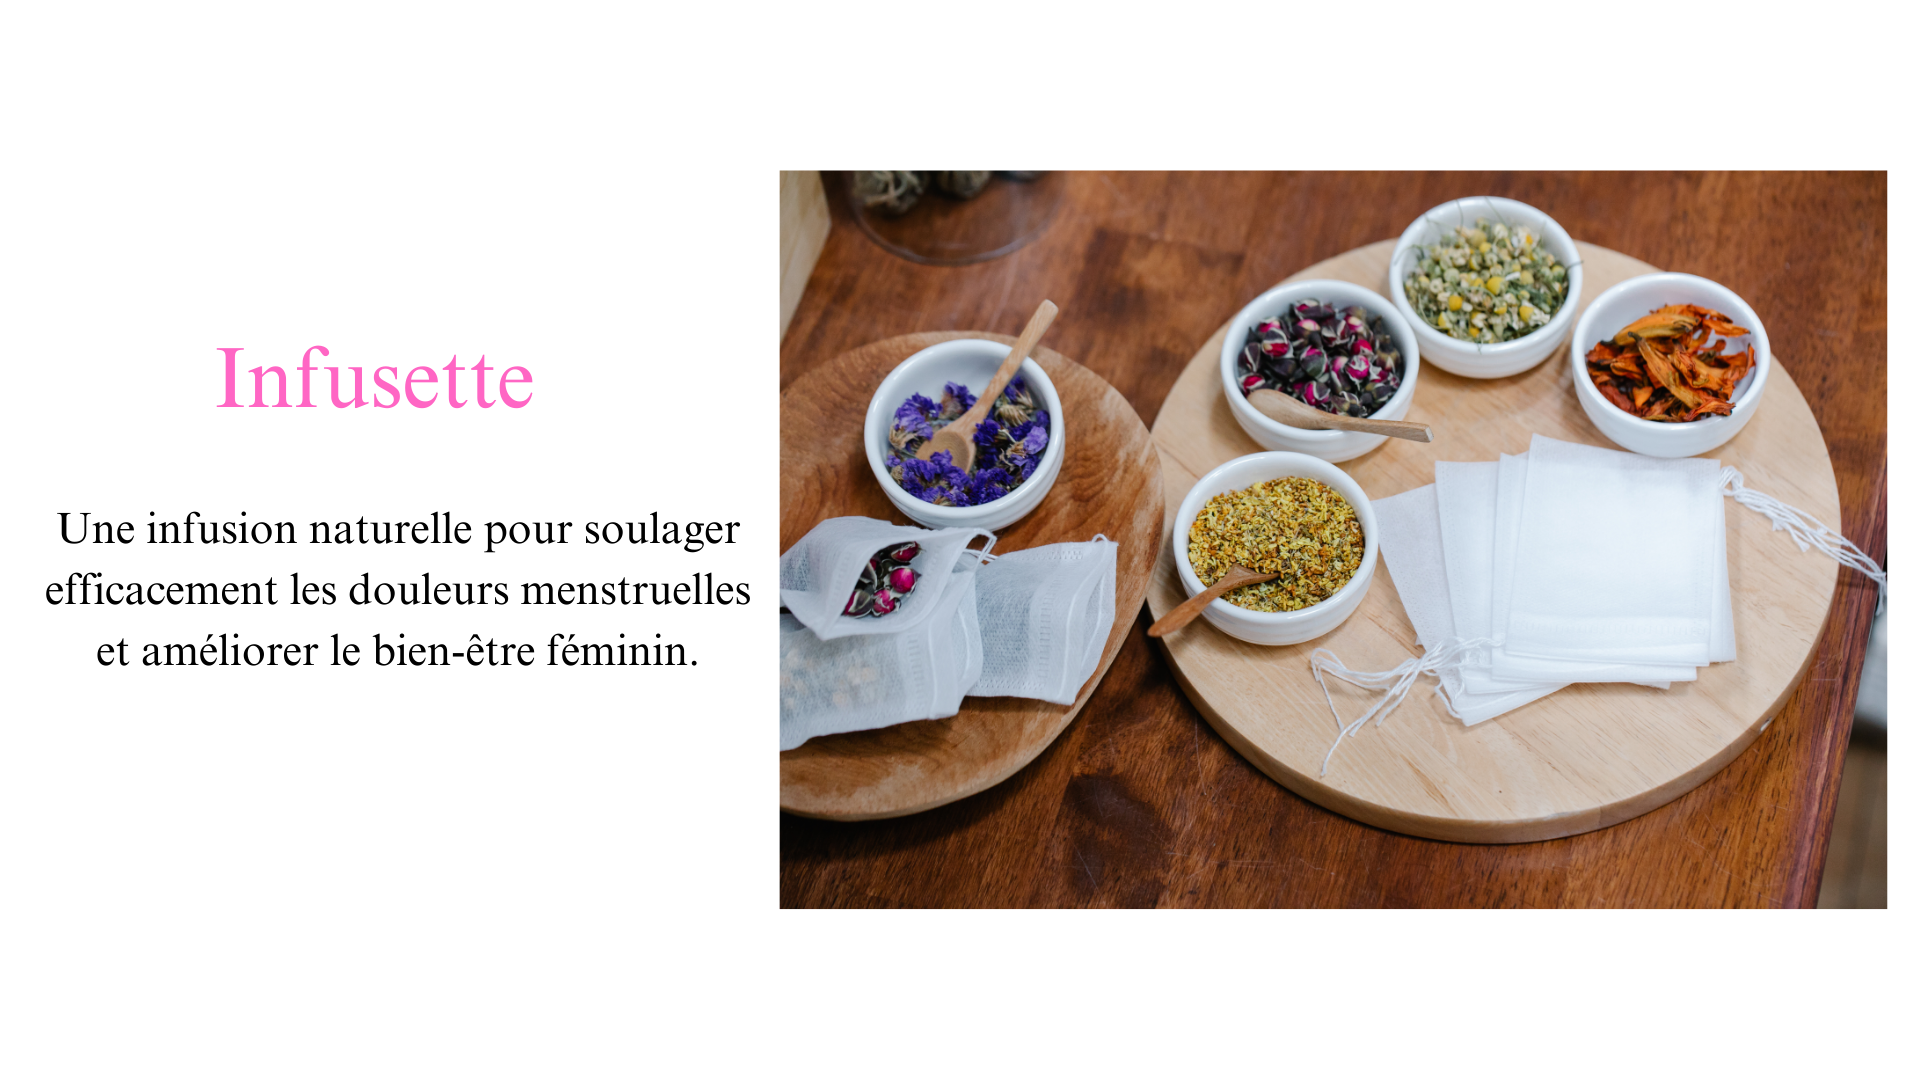 Infusette
Une infusion naturelle pour soulager
efficacement les douleurs menstruelles
et améliorer le bien-être féminin.